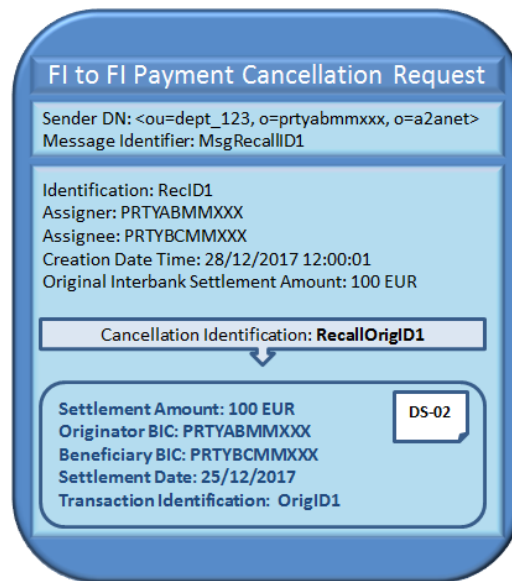 FI to FI Payment Cancellation Request
Sender DN: <ou=dept_123, o=prtyabmmxxx, o=a2anet>
Message Identifier: MsgRecallID1
Identification: RecID1
Assigner: PRTYABMMXXX
Assignee: PRTYBCMMXXX
Creation Date Time: 28/12/2017 12:00:01
Original Interbank Settlement Amount: 100 EUR
Cancellation Identification: RecallOrigID1
Settlement Amount: 100 EUR
Originator BIC: PRTYABMMXXX
Beneficiary BIC: PRTYBCMMXXX
Settlement Date: 25/12/2017
Transaction Identification: OrigID1
DS-02